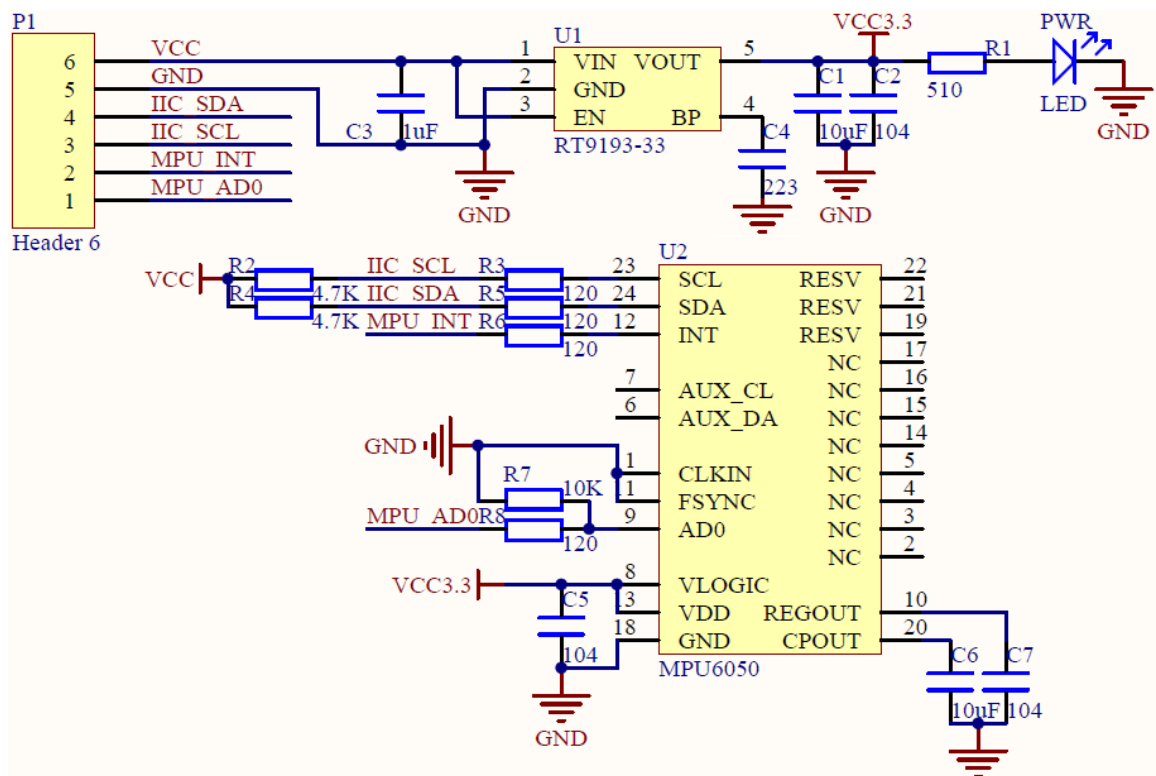 P1
6 VCC
5 GND
4 IIC_SDA
3 IIC_SCL
2 MPU_INT
1 MPU_AD0
Header 6
C3 1uF
GND
U1
1 VIN VOUT 5
2 GND
3 EN BP 4
RT9193-33
C4
223
VCC3.3
C1 C2
10uF 104
GND
R1
510
PWR
LED
GND
VCC
R2 IIC_SCL R3
R4 4.7K IIC_SDA R5 120
4.7K MPU_INT R6 120
120
U2
23 SCL RESV 22
24 SDA RESV 21
12 INT RESV 19
NC 17
7 AUX_CL NC 16
6 AUX_DA NC 15
NC 14
1 CLKIN NC 5
11 FSYNC NC 4
9 AD0 NC 3
NC 2
8 VLOGIC
13 VDD REGOUT 10
18 GND CPOUT 20
MPU6050
GND
R7
10K
MPU_AD0 R8
120
VCC3.3
C5
104
GND
C6 C7
10uF 104